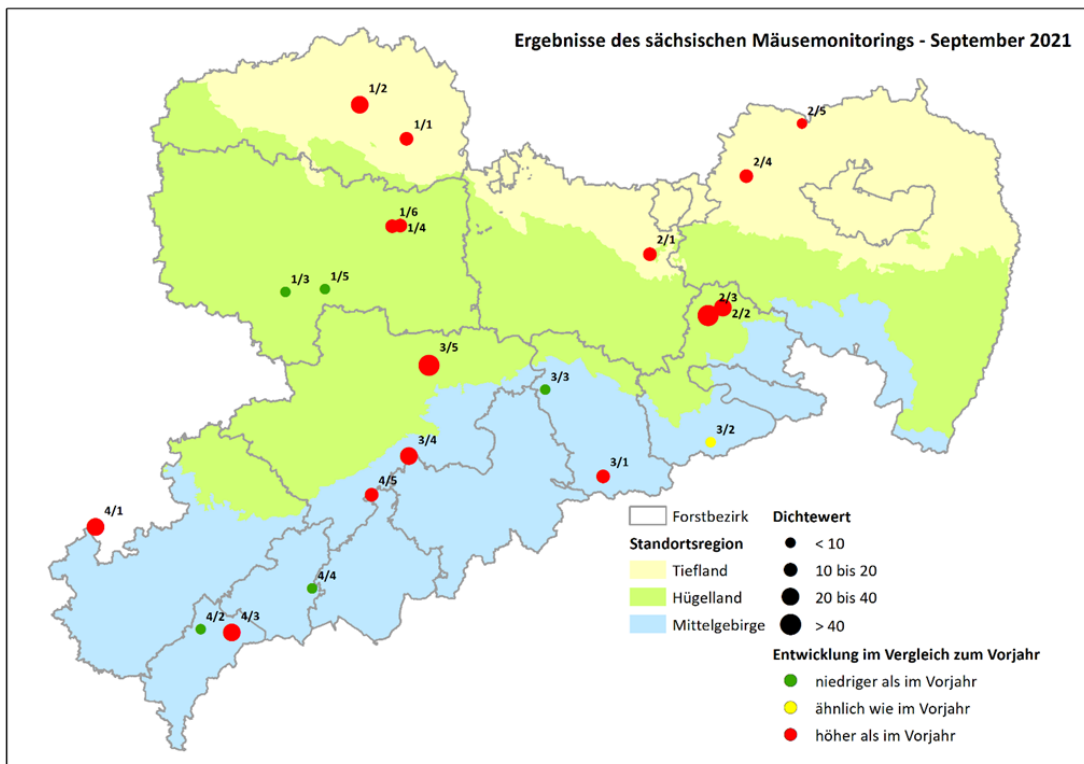 Ergebnisse des sächsischen Mäusemonitorings - September 2021
1/2
1/1
2/5
2/4
1/6
1/4
2/1
1/3
1/5
2/3
2/2
3/5
3/3
3/2
3/4
3/1
4/5
4/1
4/4
4/2
4/3
Forstbezirk
Standortsregion
Tiefland
Hügelland
Mittelgebirge
Dichtewert
< 10
10 bis 20
20 bis 40
> 40
Entwicklung im Vergleich zum Vorjahr
niedriger als im Vorjahr
ähnlich wie im Vorjahr
höher als im Vorjahr